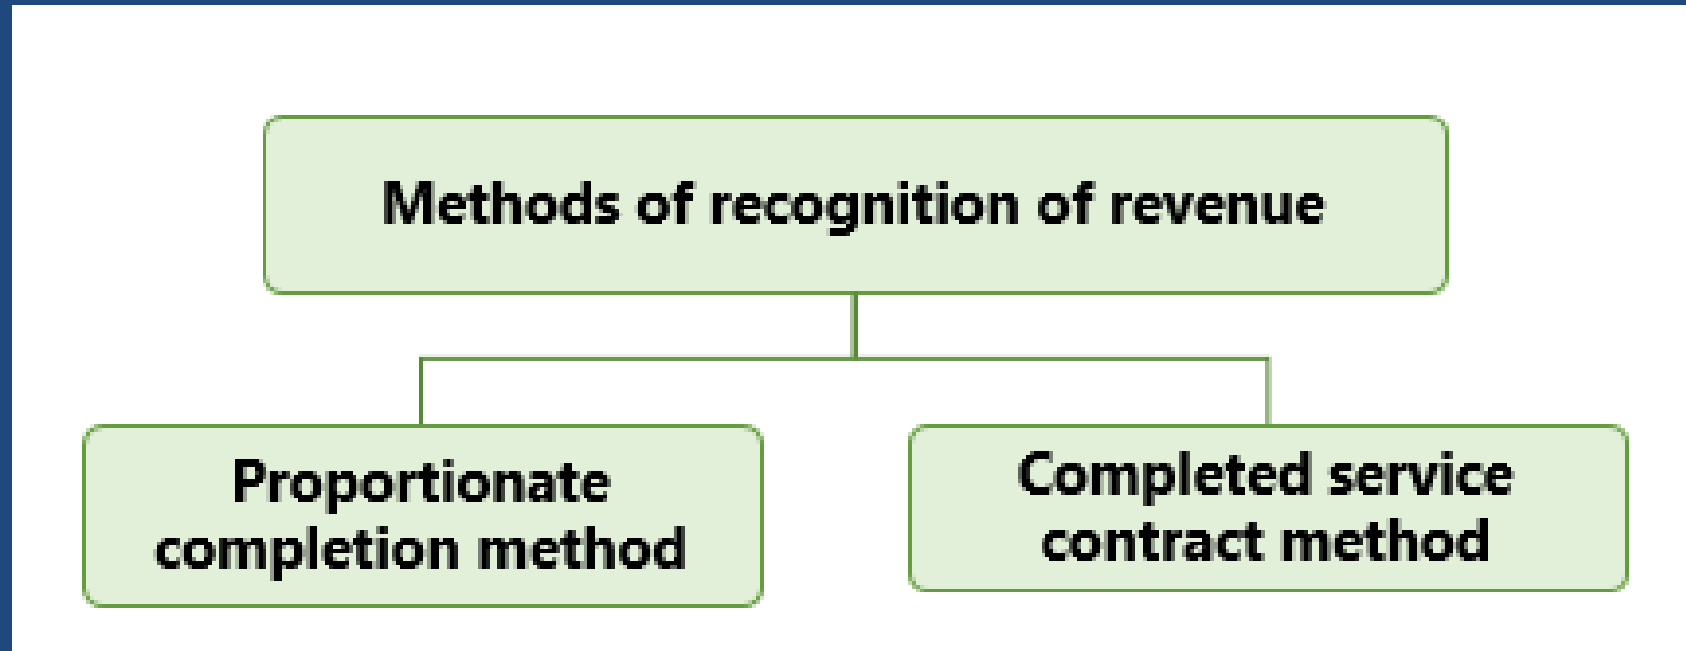 Methods of recognition of revenue
Proportionate
completion method
Completed service
contract method